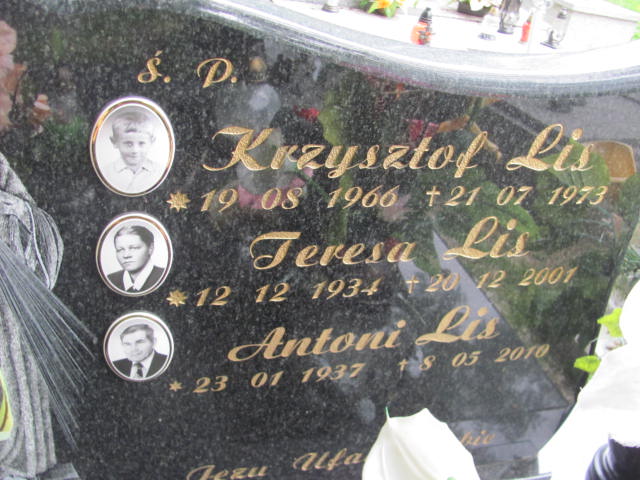 Ś. P.
Krzysztof Lis
* 19 08 1966 † 21 07 1973
Teresa Lis
* 12 12 1934 † 20 12 2001
Antoni Lis
* 23 01 1937 † 8 05 2010
Jezu